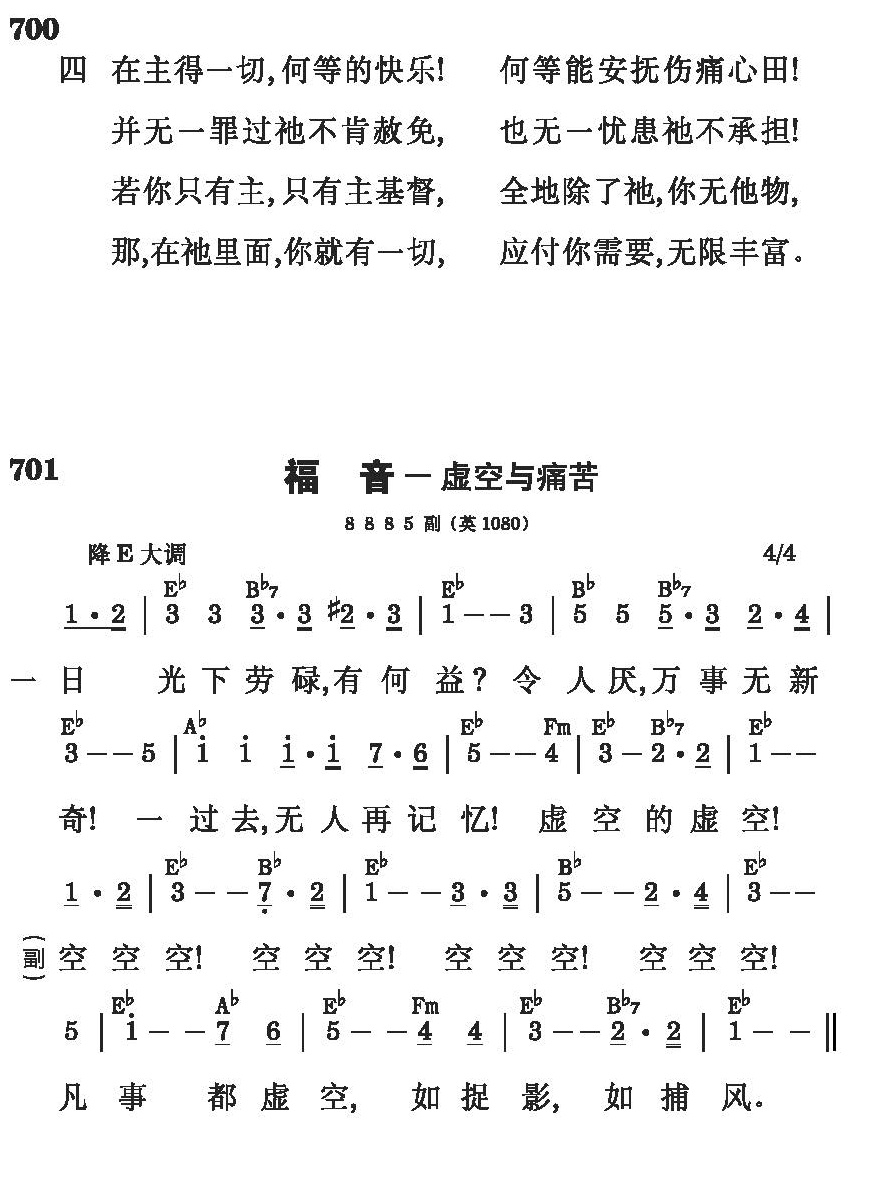 700
四 在主得一切,何等的快乐! 何等能安抚伤痛心田!
并无一罪过祂不肯赦免, 也无一忧患祂不承担!
若你只有主,只有主基督, 全地除了祂,你无他物,
那,在祂里面,你就有一切, 应付你需要,无限丰富。
701 福 音 — 虚空与痛苦
8 8 8 5 副 (英1080)
降E大调 4/4
E♭ B♭7 E♭ B♭ B♭7
1 · 2 | 3 3 3 · 3 #2 · 3 | 1 - - 3 | 5 5 5 · 3 2 · 4 |
一 日 光 下 劳 碌,有 何 益? 令 人 厌,万 事 无 新
E♭ A♭ E♭ Fm E♭ B♭7 E♭
3 - - 5 | i i i · i 7 · 6 | 5 - - 4 | 3 - 2 · 2 | 1 - -
奇! 一 过 去,无 人 再 记 忆! 虚 空 的 虚 空!
E♭ B♭ E♭ B♭ E♭
1 · 2 | 3 - - 7 · 2 | 1 - - 3 · 3 | 5 - - 2 · 4 | 3 - -
(副) 空 空 空! 空 空 空! 空 空 空! 空 空 空!
E♭ A♭ E♭ Fm E♭ B♭7 E♭
5 | i - - 7 6 | 5 - - 4 4 | 3 - - 2 · 2 | 1 - - ‖
凡 事 都 虚 空, 如 捉 影, 如 捕 风。